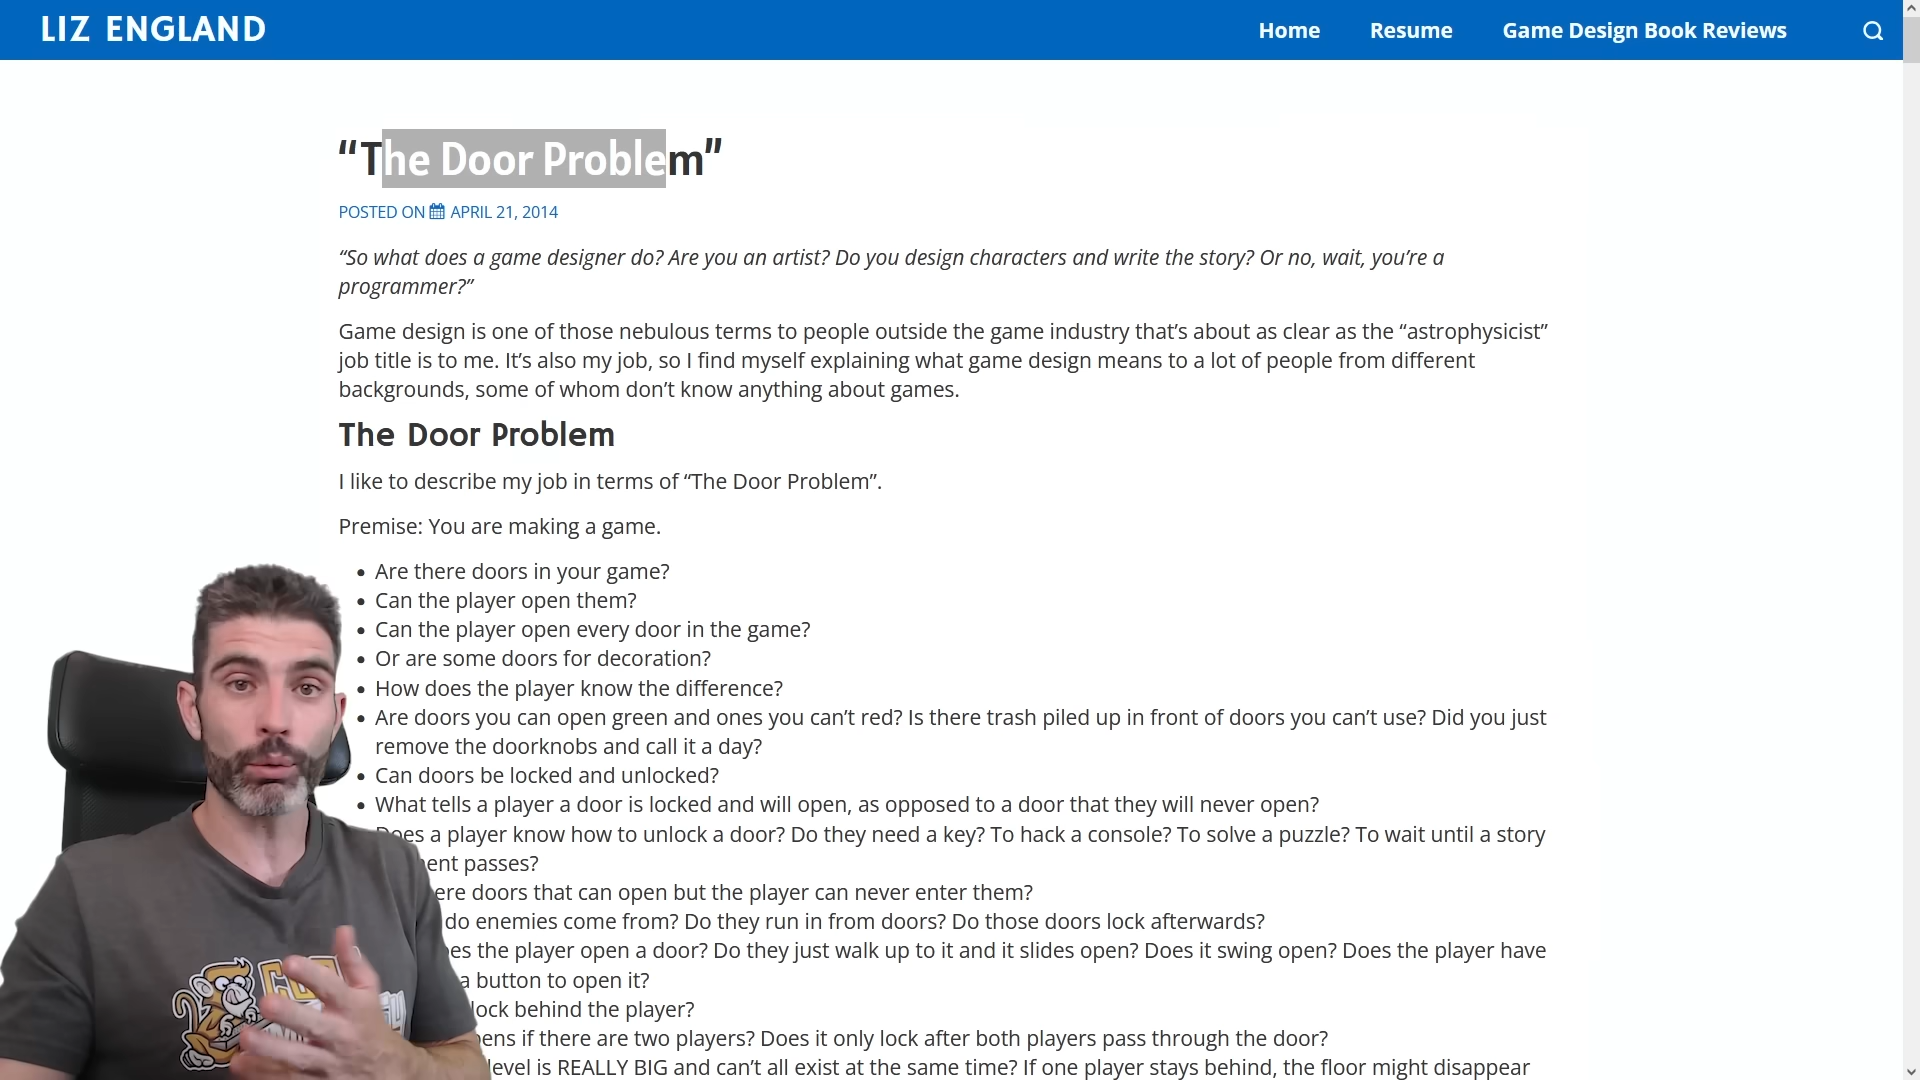 LIZ ENGLAND
Home Resume Game Design Book Reviews
“The Door Problem”
POSTED ON APRIL 21, 2014
“So what does a game designer do? Are you an artist? Do you design characters and write the story? Or no, wait, you’re a
programmer?”
Game design is one of those nebulous terms to people outside the game industry that’s about as clear as the “astrophysicist”
job title is to me. It’s also my job, so I find myself explaining what game design means to a lot of people from different
backgrounds, some of whom don’t know anything about games.
The Door Problem
I like to describe my job in terms of “The Door Problem”.
Premise: You are making a game.
• Are there doors in your game?
• Can the player open them?
• Can the player open every door in the game?
• Or are some doors for decoration?
• How does the player know the difference?
• Are doors you can open green and ones you can’t red? Is there trash piled up in front of doors you can’t use? Did you just
remove the doorknobs and call it a day?
• Can doors be locked and unlocked?
• What tells a player a door is locked and will open, as opposed to a door that they will never open?
Does a player know how to unlock a door? Do they need a key? To hack a console? To solve a puzzle? To wait until a story
passes?
doors that can open but the player can never enter them?
do enemies come from? Do they run in from doors? Do those doors lock afterwards?
the player open a door? Do they just walk up to it and it slides open? Does it swing open? Does the player have
a button to open it?
lock behind the player?
if there are two players? Does it only lock after both players pass through the door?
level is REALLY BIG and can’t all exist at the same time? If one player stays behind, the floor might disappear